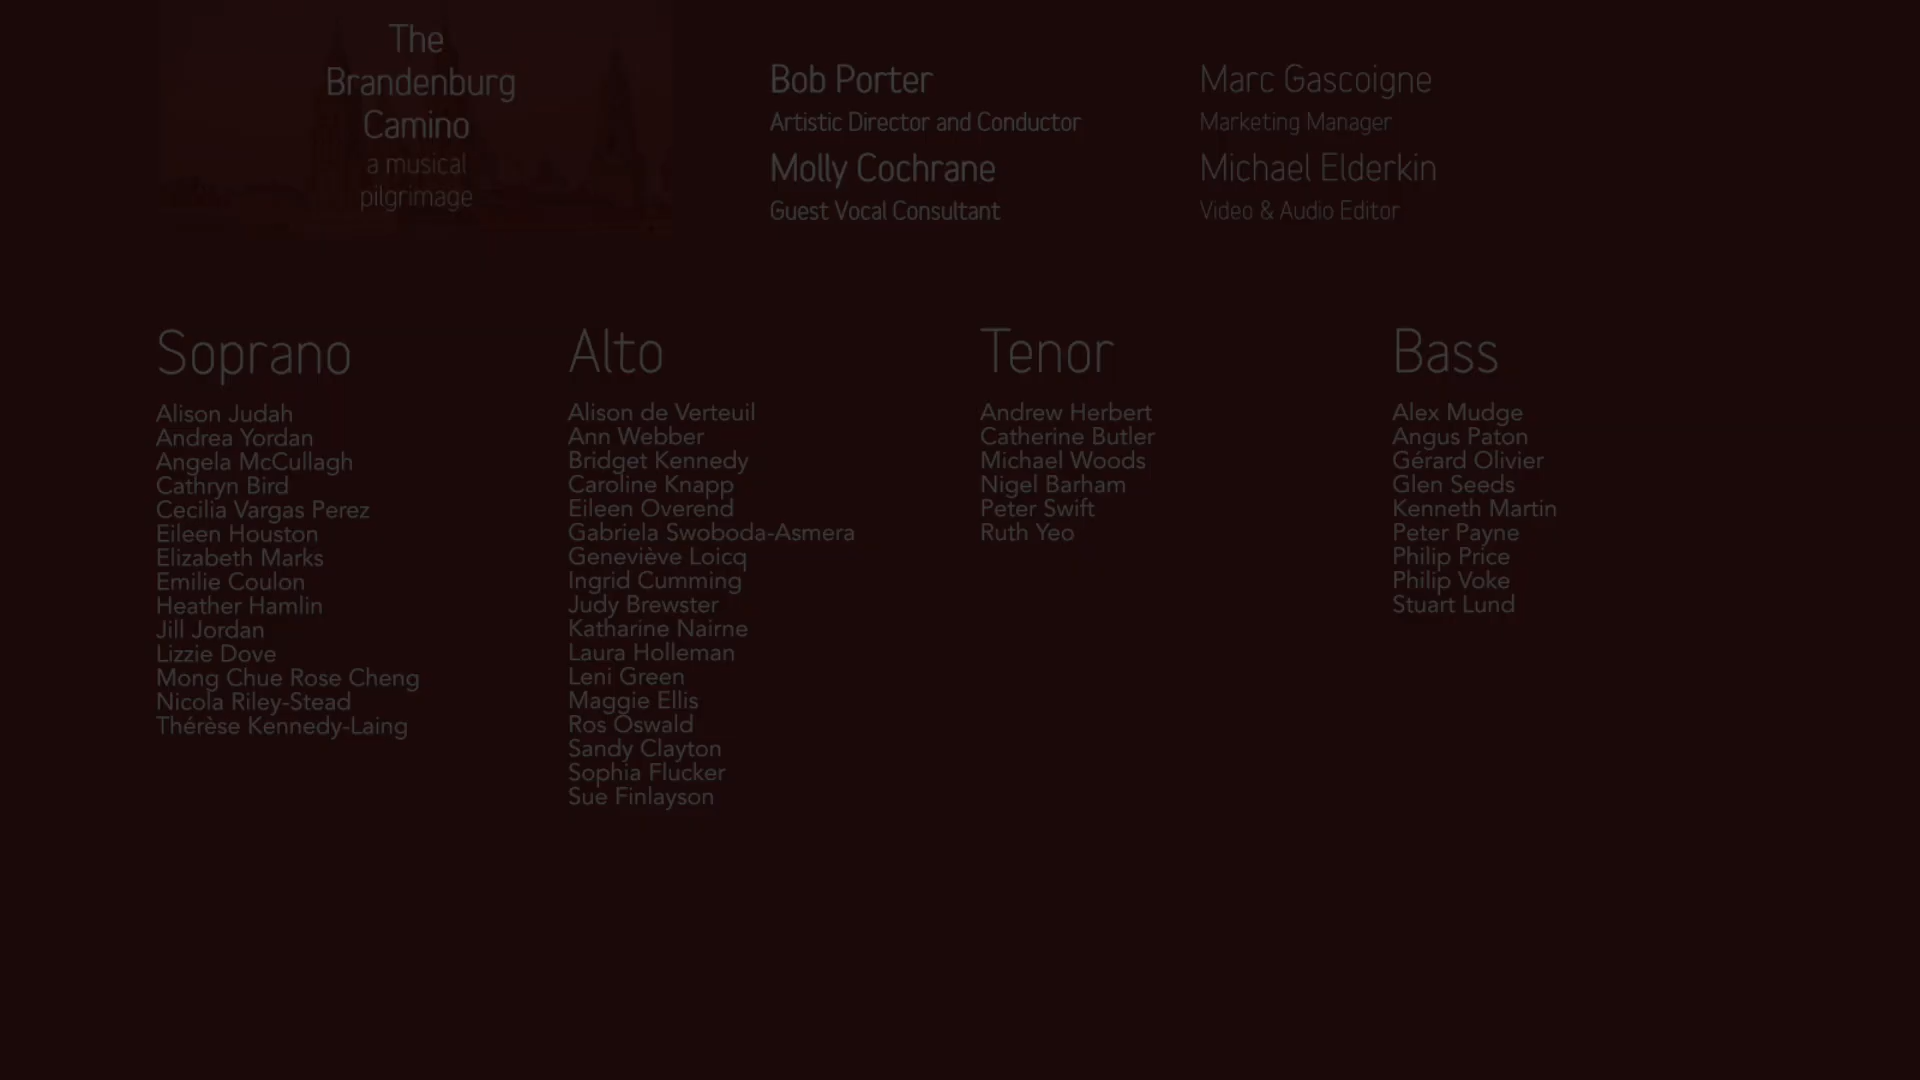 The
Brandenburg
Camino
a musical
pilgrimage
Bob Porter
Artistic Director and Conductor
Molly Cochrane
Guest Vocal Consultant
Marc Gascoigne
Marketing Manager
Michael Elderkin
Video & Audio Editor
Soprano
Alison Judah
Andrea Yordan
Angela McCullagh
Cathryn Bird
Cecilia Vargas Perez
Eileen Houston
Elizabeth Marks
Emilie Coulon
Heather Hamlin
Jill Jordan
Lizzie Dove
Mong Chue Rose Cheng
Nicola Riley-Stead
Thérèse Kennedy-Laing
Alto
Alison de Verteuil
Ann Webber
Bridget Kennedy
Caroline Knapp
Eileen Overend
Gabriela Swoboda-Asmera
Geneviève Loicq
Ingrid Cumming
Judy Brewster
Katharine Nairne
Laura Holleman
Leni Green
Maggie Ellis
Ros Oswald
Sandy Clayton
Sophia Flucker
Sue Finlayson
Tenor
Andrew Herbert
Catherine Butler
Michael Woods
Nigel Barham
Peter Swift
Ruth Yeo
Bass
Alex Mudge
Angus Paton
Gérard Olivier
Glen Seeds
Kenneth Martin
Peter Payne
Philip Price
Philip Voke
Stuart Lund